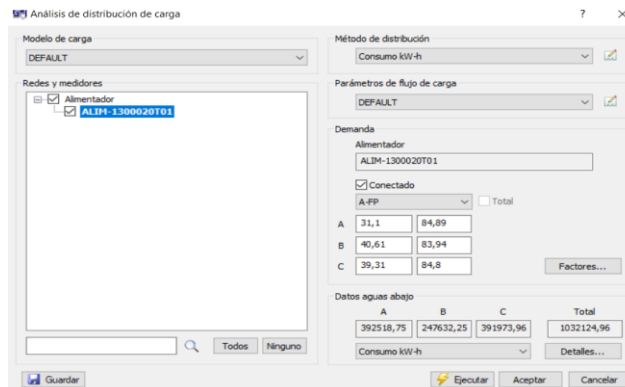 Análisis de distribución de carga
Modelo de carga
DEFAULT
Redes y medidores
Alimentador
ALIM-1300020T01
Todos Ninguno
Guardar
Método de distribución
Consumo kW-h
Parámetros de flujo de carga
DEFAULT
Demanda
Alimentador
ALIM-1300020T01
Conectado
A-FP Total
A 31,1 84,89
B 40,61 83,94
C 39,31 84,8
Factores...
Datos aguas abajo
A B C Total
392518,75 247632,25 391973,96 1032124,96
Consumo kW-h Detalles...
Ejecutar Aceptar Cancelar